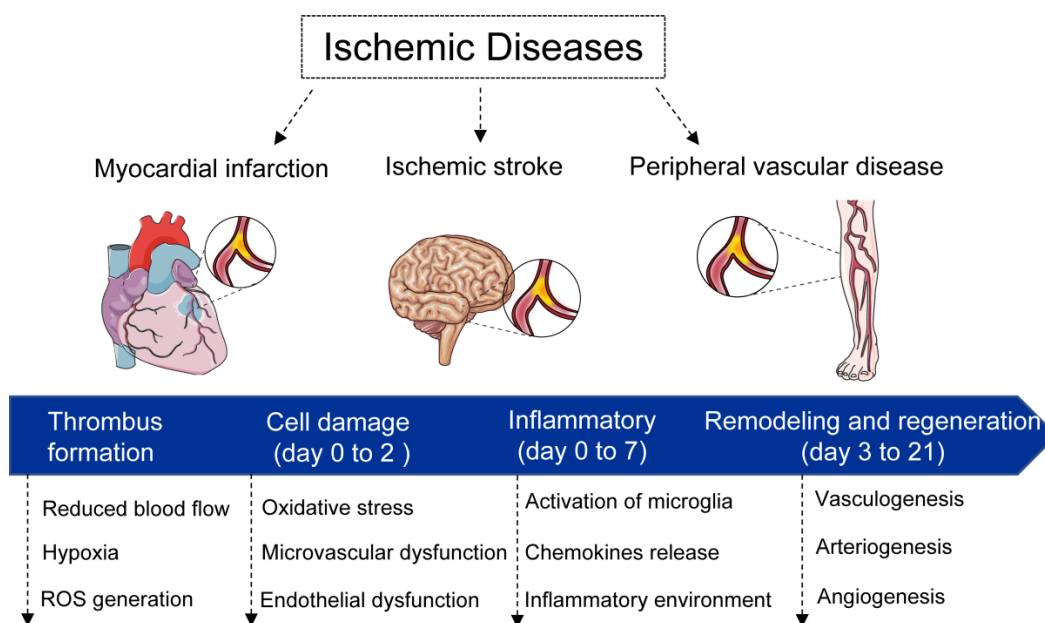 Ischemic Diseases
Myocardial infarction
Ischemic stroke
Peripheral vascular disease
Thrombus
formation
Cell damage
(day 0 to 2 )
Inflammatory
(day 0 to 7)
Remodeling and regeneration
(day 3 to 21)
Reduced blood flow
Hypoxia
ROS generation
Oxidative stress
Microvascular dysfunction
Endothelial dysfunction
Activation of microglia
Chemokines release
Inflammatory environment
Vasculogenesis
Arteriogenesis
Angiogenesis